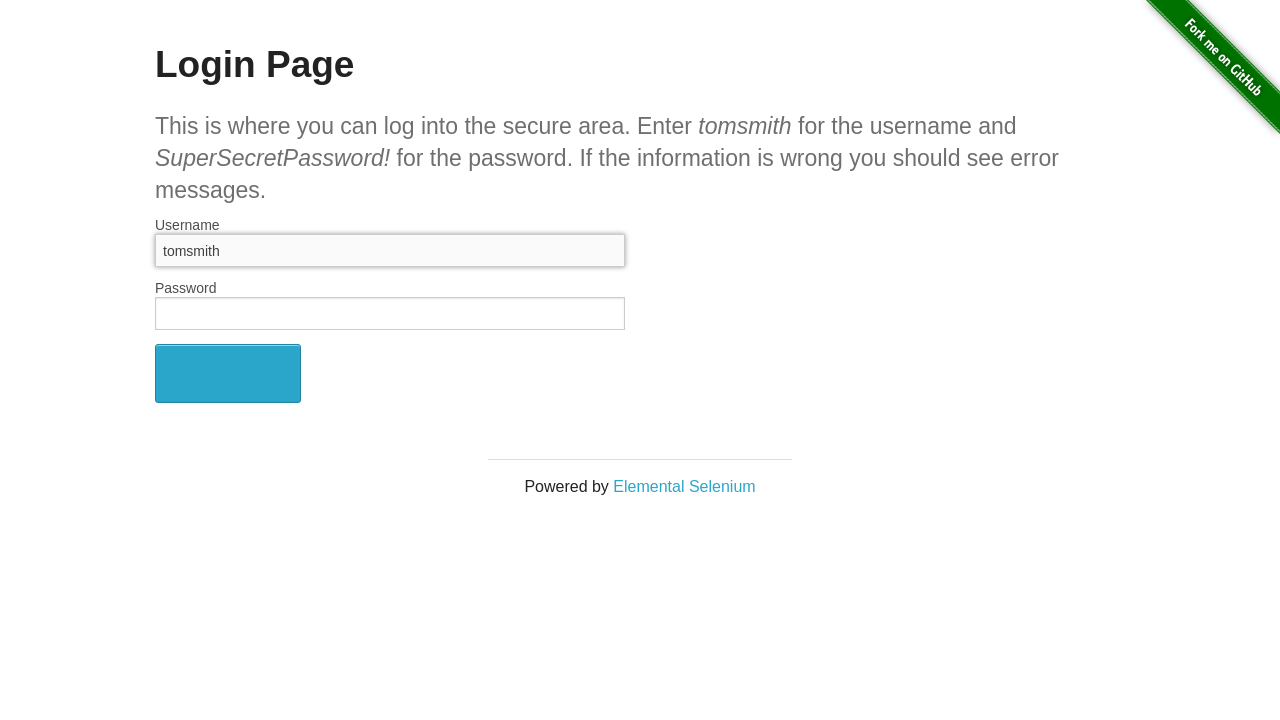 Fork me on GitHub
Login Page
This is where you can log into the secure area. Enter tomsmith for the username and
SuperSecretPassword! for the password. If the information is wrong you should see error
messages.
Username
tomsmith
Password
Powered by Elemental Selenium